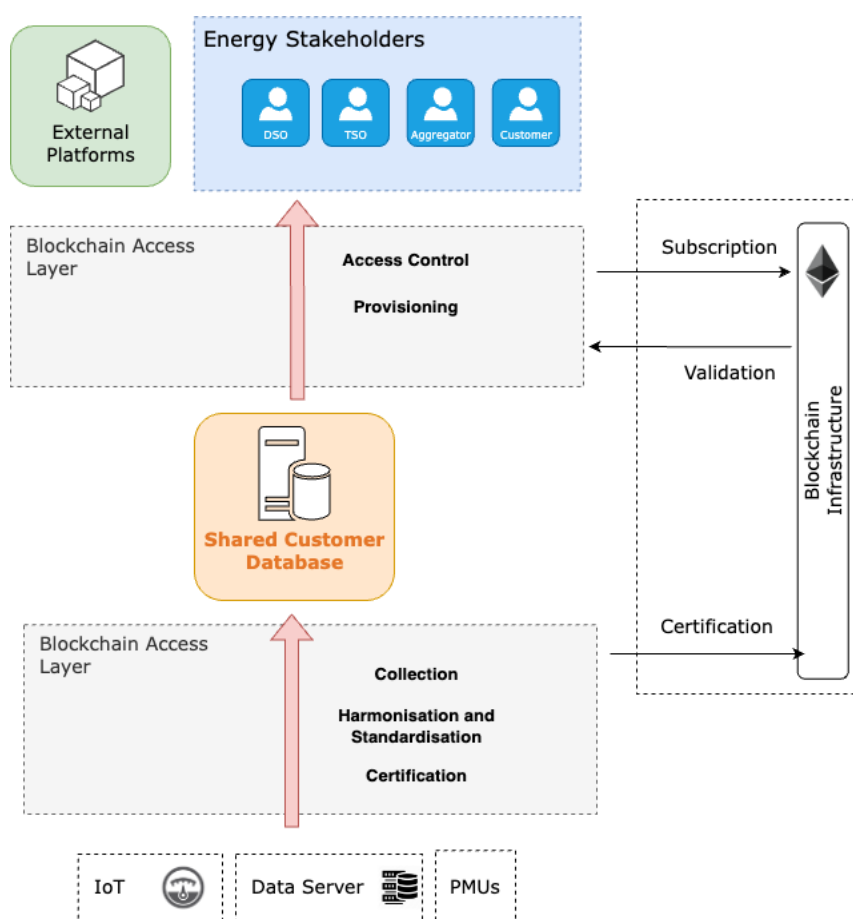 Energy Stakeholders
External
Platforms
DSO
TSO
Aggregator
Customer
Blockchain Access
Layer
Access Control
Provisioning
Subscription
Validation
Blockchain
Infrastructure
Shared Customer
Database
Blockchain Access
Layer
Collection
Harmonisation and
Standardisation
Certification
Certification
IoT
Data Server
PMUs